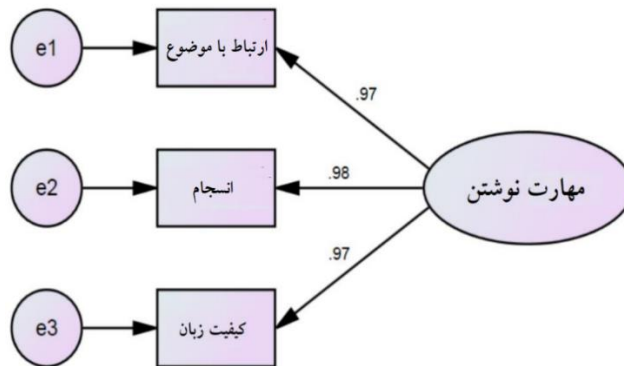 e1
ارتباط با موضوع
.97
e2
انسجام
.98
مهارت نوشتن
.97
e3
کیفیت زبان